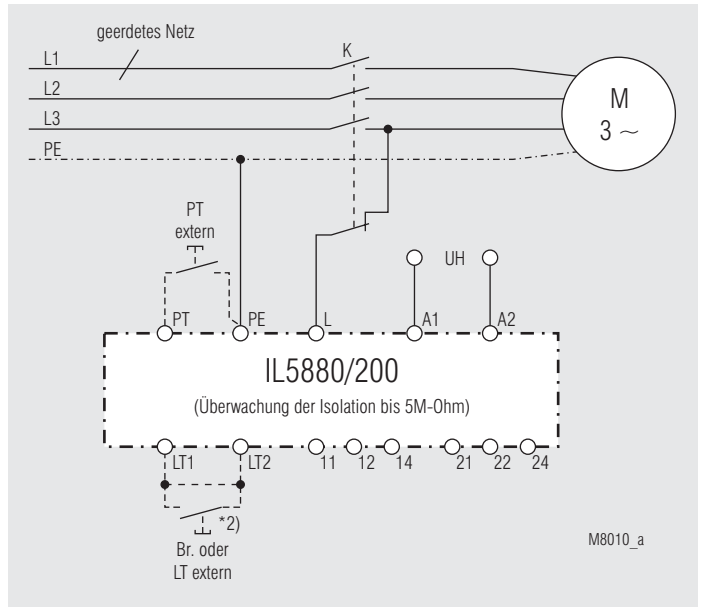 geerdetes Netz
L1
K
L2
M
3 ~
L3
PE
PT
extern
UH
PT
PE
L
A1
A2
IL5880/200
(Überwachung der Isolation bis 5M-Ohm)
LT1
LT2
11
12
14
21
22
24
*2)
Br. oder
LT extern
M8010_a